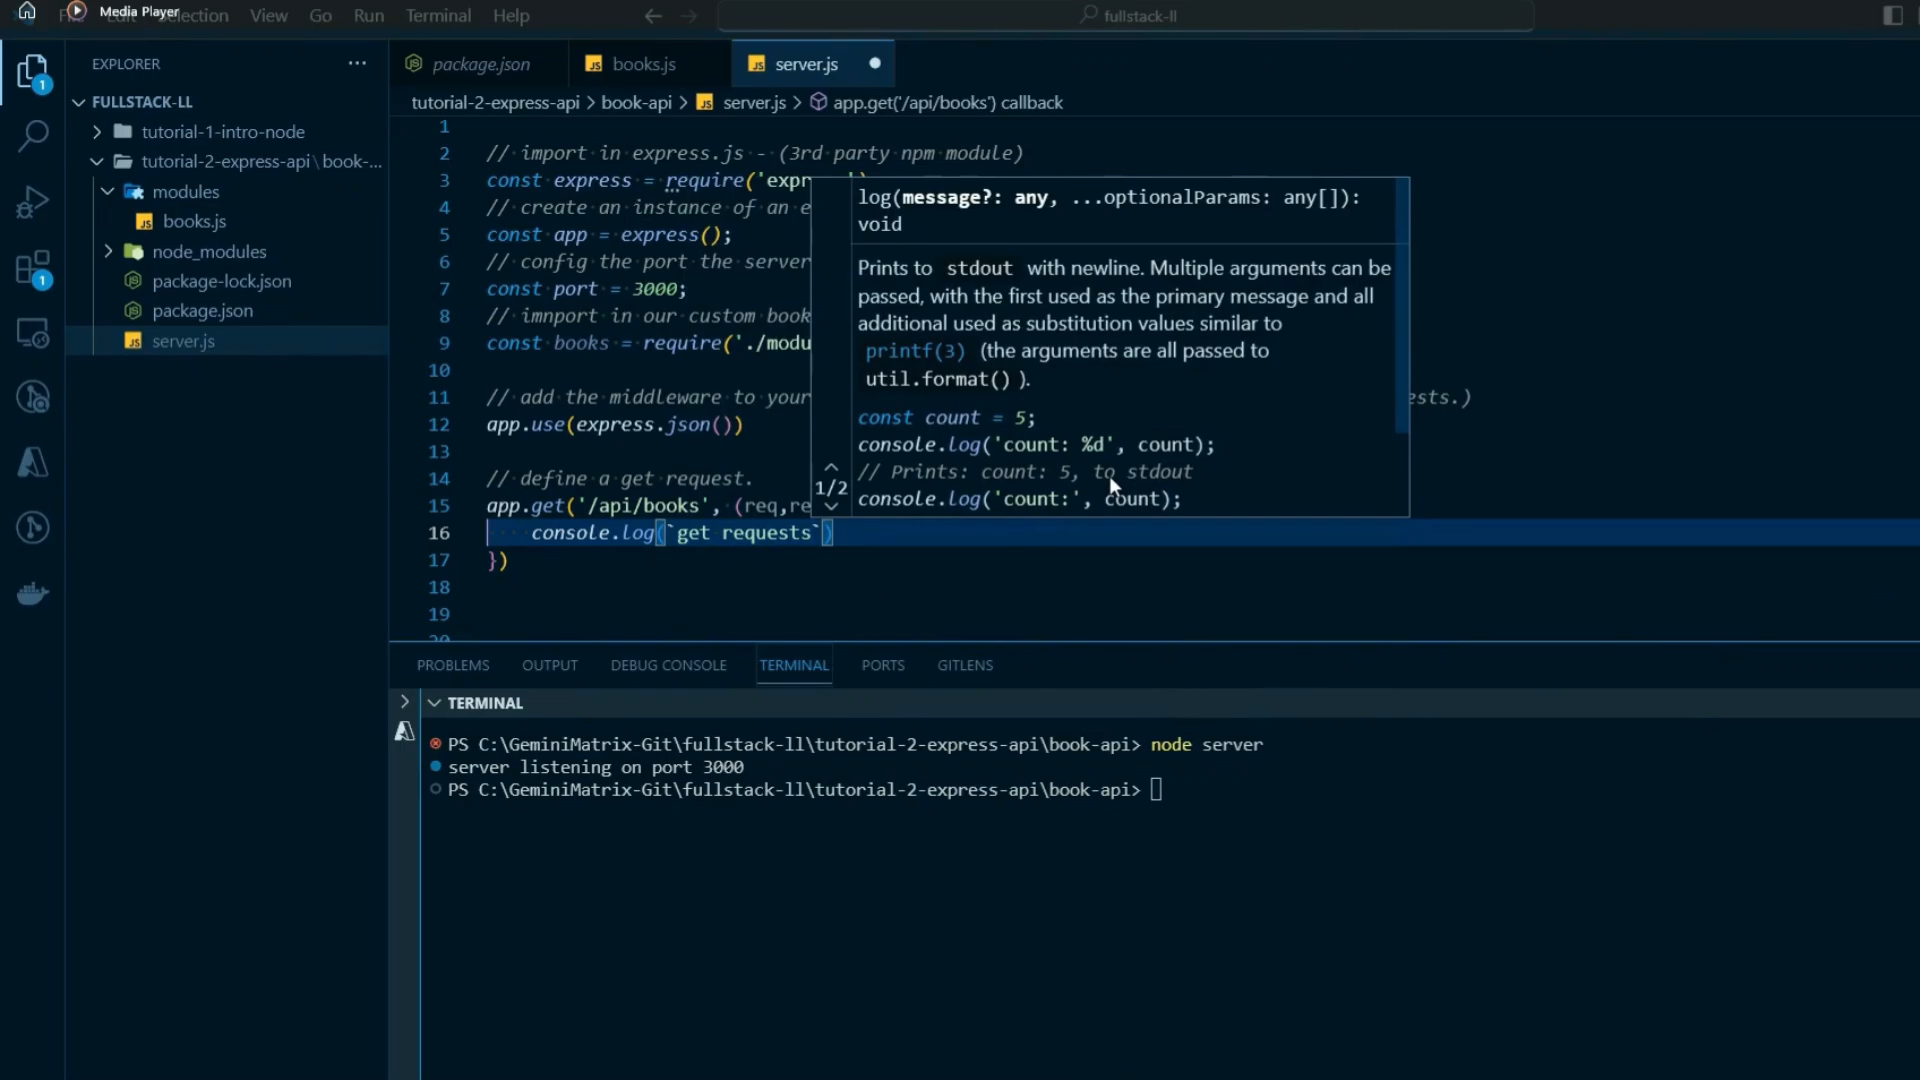 Media Player
File Edit Selection View Go Run Terminal Help
fullstack-ll
EXPLORER
1
FULLSTACK-LL
tutorial-1-intro-node
tutorial-2-express-api\book-...
modules
books.js
node_modules
package-lock.json
1
package.json
server.js
package.json
books.js
server.js
tutorial-2-express-api > book-api > JS server.js > app.get('/api/books') callback
1
2 // import in express.js - (3rd party npm module)
3 const express = require('expr
4 // create an instance of an e
5 const app = express();
6 // config the port the server
7 const port = 3000;
8 // imnport in our custom book
9 const books = require('./modu
10
11 // add the middleware to your ests.)
12 app.use(express.json())
13
14 // define a get request.
15 app.get('/api/books', (req,re
16 console.log(`get requests`)
17 })
18
19
20
log(message?: any, ...optionalParams: any[]):
void
Prints to stdout with newline. Multiple arguments can be
passed, with the first used as the primary message and all
additional used as substitution values similar to
printf(3) (the arguments are all passed to
util.format() ).
const count = 5;
console.log('count: %d', count);
// Prints: count: 5, to stdout
console.log('count:', count);
1/2
PROBLEMS OUTPUT DEBUG CONSOLE TERMINAL PORTS GITLENS
TERMINAL
PS C:\GeminiMatrix-Git\fullstack-ll\tutorial-2-express-api\book-api> node server
server listening on port 3000
PS C:\GeminiMatrix-Git\fullstack-ll\tutorial-2-express-api\book-api>